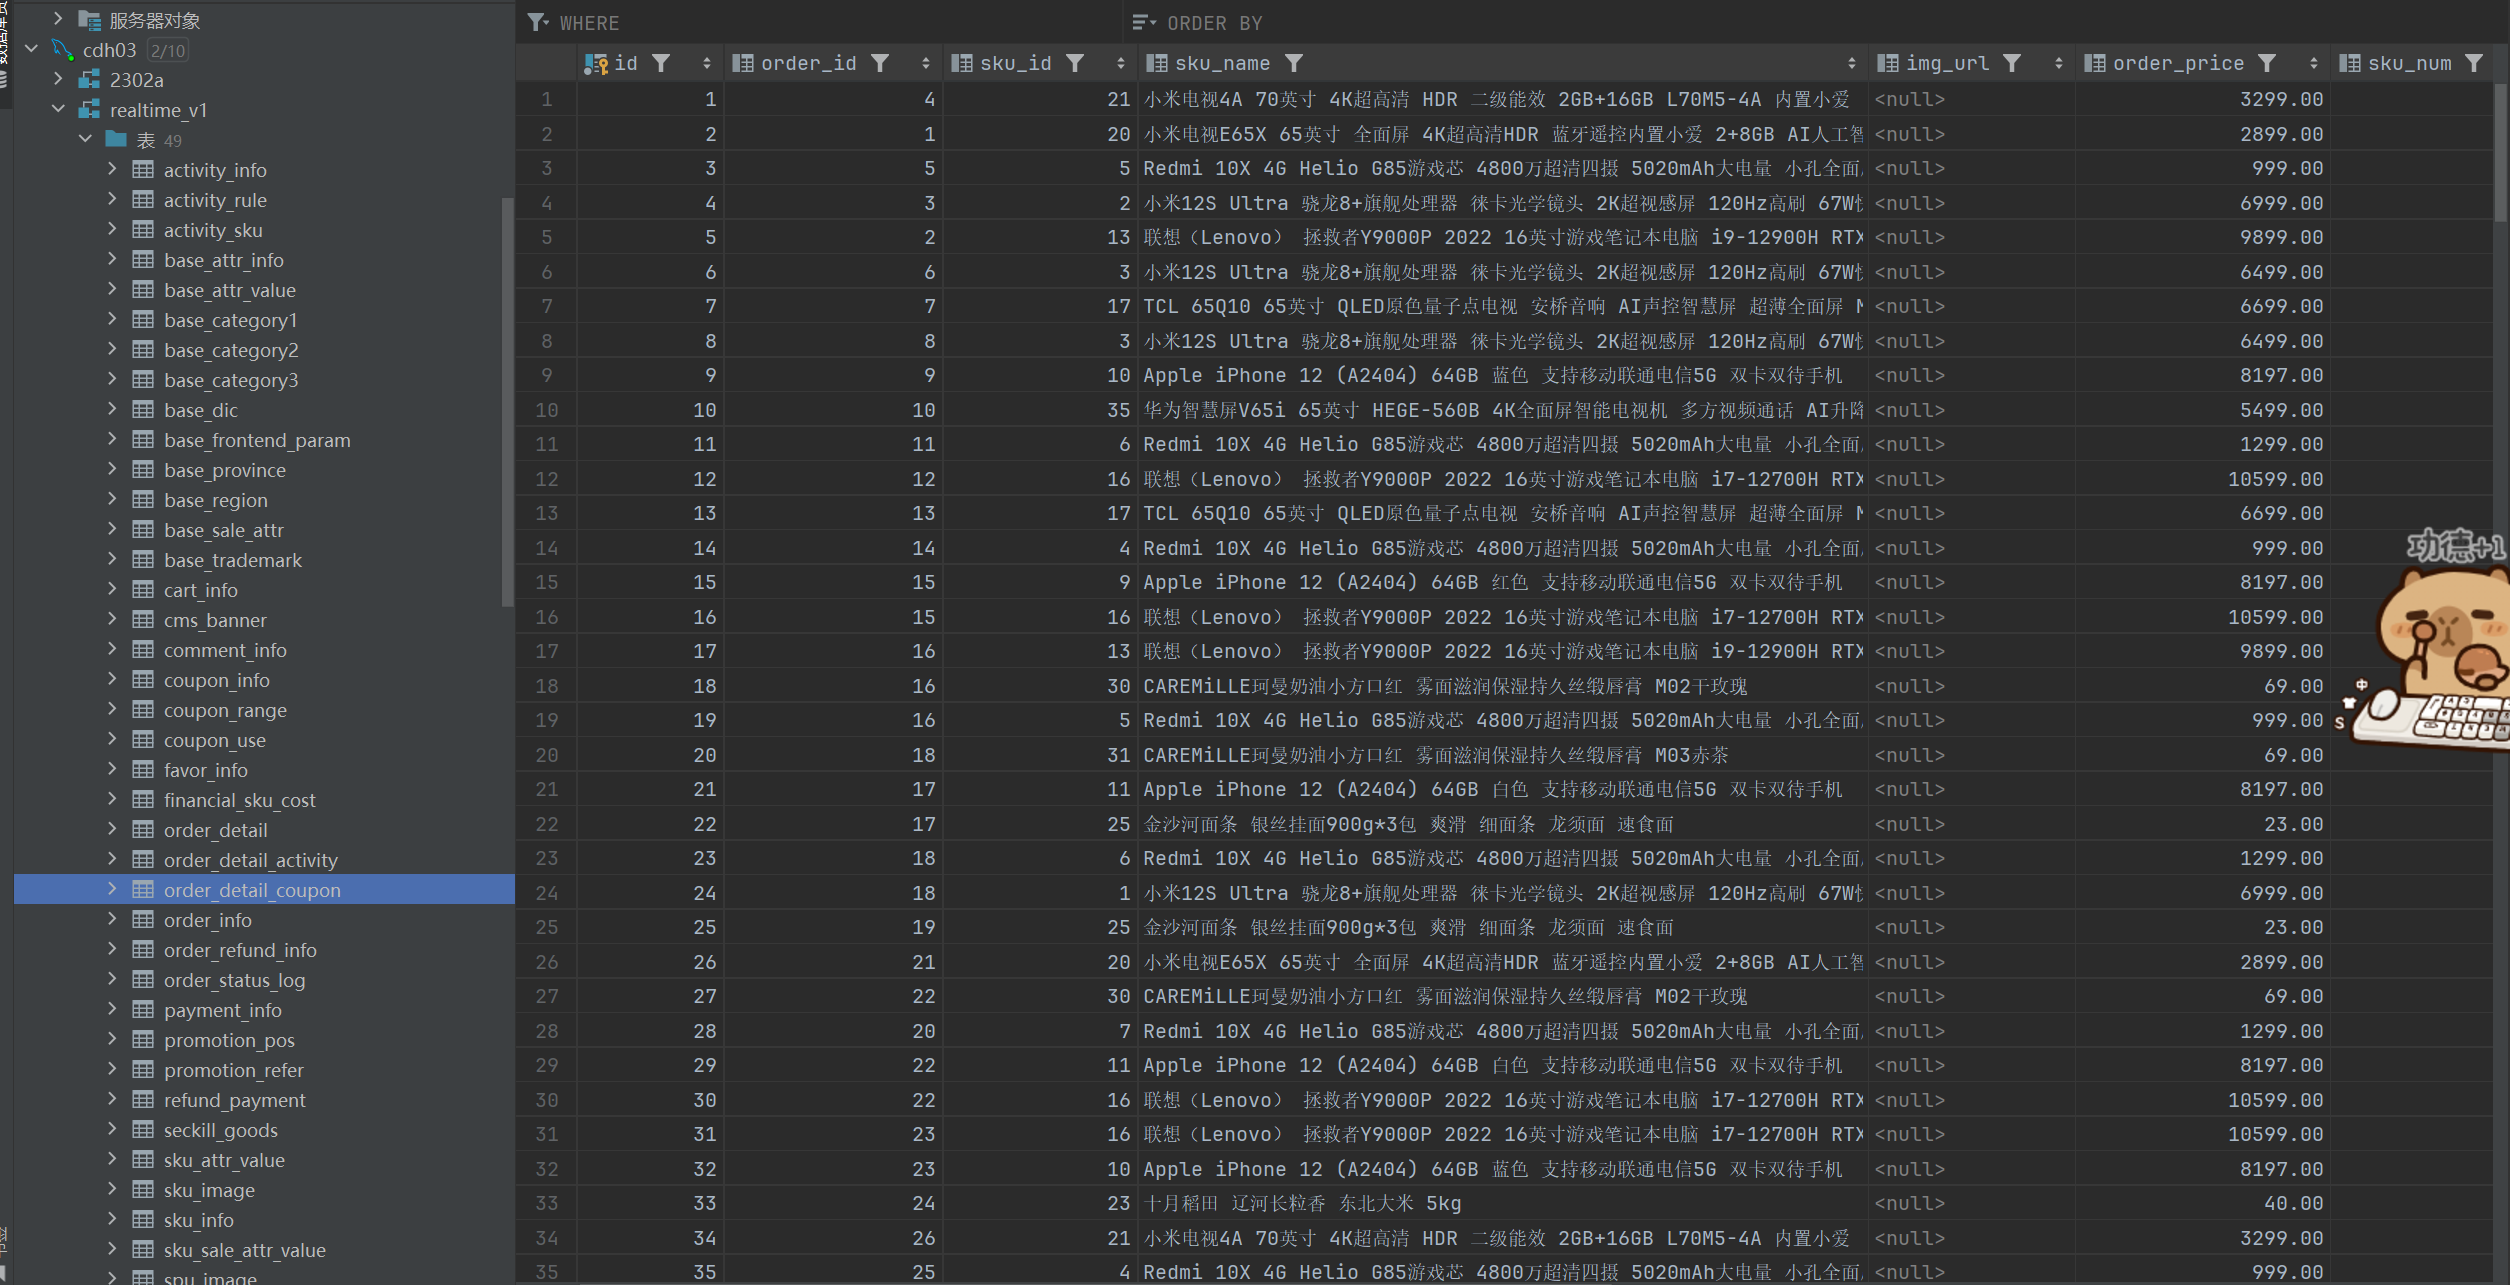 服务器对象
cdh03 2/10
2302a
realtime_v1
表 49
activity_info
activity_rule
activity_sku
base_attr_info
base_attr_value
base_category1
base_category2
base_category3
base_dic
base_frontend_param
base_province
base_region
base_sale_attr
base_trademark
cart_info
cms_banner
comment_info
coupon_info
coupon_range
coupon_use
favor_info
financial_sku_cost
order_detail
order_detail_activity
order_detail_coupon
order_info
order_refund_info
order_status_log
payment_info
promotion_pos
promotion_refer
refund_payment
seckill_goods
sku_attr_value
sku_image
sku_info
sku_sale_attr_value
spu_image
WHERE ORDER BY
id order_id sku_id sku_name img_url order_price sku_num
1 1 4 21 小米电视4A 70英寸 4K超高清 HDR 二级能效 2GB+16GB L70M5-4A 内置小爱 <null> 3299.00
2 2 1 20 小米电视E65X 65英寸 全面屏 4K超高清HDR 蓝牙遥控内置小爱 2+8GB AI人工智 <null> 2899.00
3 3 5 5 Redmi 10X 4G Helio G85游戏芯 4800万超清四摄 5020mAh大电量 小孔全面 <null> 999.00
4 4 3 2 小米12S Ultra 骁龙8+旗舰处理器 徕卡光学镜头 2K超视感屏 120Hz高刷 67W <null> 6999.00
5 5 2 13 联想（Lenovo） 拯救者Y9000P 2022 16英寸游戏笔记本电脑 i9-12900H RTX <null> 9899.00
6 6 6 3 小米12S Ultra 骁龙8+旗舰处理器 徕卡光学镜头 2K超视感屏 120Hz高刷 67W <null> 6499.00
7 7 7 17 TCL 65Q10 65英寸 QLED原色量子点电视 安桥音响 AI声控智慧屏 超薄全面屏 <null> 6699.00
8 8 8 3 小米12S Ultra 骁龙8+旗舰处理器 徕卡光学镜头 2K超视感屏 120Hz高刷 67W <null> 6499.00
9 9 9 10 Apple iPhone 12 (A2404) 64GB 蓝色 支持移动联通电信5G 双卡双待手机 <null> 8197.00
10 10 10 35 华为智慧屏V65i 65英寸 HEGE-560B 4K全面屏智能电视机 多方视频通话 AI升降 <null> 5499.00
11 11 11 6 Redmi 10X 4G Helio G85游戏芯 4800万超清四摄 5020mAh大电量 小孔全面 <null> 1299.00
12 12 12 16 联想（Lenovo） 拯救者Y9000P 2022 16英寸游戏笔记本电脑 i7-12700H RTX <null> 10599.00
13 13 13 17 TCL 65Q10 65英寸 QLED原色量子点电视 安桥音响 AI声控智慧屏 超薄全面屏 <null> 6699.00
14 14 14 4 Redmi 10X 4G Helio G85游戏芯 4800万超清四摄 5020mAh大电量 小孔全面 <null> 999.00
15 15 15 9 Apple iPhone 12 (A2404) 64GB 红色 支持移动联通电信5G 双卡双待手机 <null> 8197.00
16 16 15 16 联想（Lenovo） 拯救者Y9000P 2022 16英寸游戏笔记本电脑 i7-12700H RTX <null> 10599.00
17 17 16 13 联想（Lenovo） 拯救者Y9000P 2022 16英寸游戏笔记本电脑 i9-12900H RTX <null> 9899.00
18 18 16 30 CAREMiLLE珂曼奶油小方口红 雾面滋润保湿持久丝缎唇膏 M02干玫瑰 <null> 69.00
19 19 16 5 Redmi 10X 4G Helio G85游戏芯 4800万超清四摄 5020mAh大电量 小孔全面 <null> 999.00
20 20 18 31 CAREMiLLE珂曼奶油小方口红 雾面滋润保湿持久丝缎唇膏 M03赤茶 <null> 69.00
21 21 17 11 Apple iPhone 12 (A2404) 64GB 白色 支持移动联通电信5G 双卡双待手机 <null> 8197.00
22 22 17 25 金沙河面条 银丝挂面900g*3包 爽滑 细面条 龙须面 速食面 <null> 23.00
23 23 18 6 Redmi 10X 4G Helio G85游戏芯 4800万超清四摄 5020mAh大电量 小孔全面 <null> 1299.00
24 24 18 1 小米12S Ultra 骁龙8+旗舰处理器 徕卡光学镜头 2K超视感屏 120Hz高刷 67W <null> 6999.00
25 25 19 25 金沙河面条 银丝挂面900g*3包 爽滑 细面条 龙须面 速食面 <null> 23.00
26 26 21 20 小米电视E65X 65英寸 全面屏 4K超高清HDR 蓝牙遥控内置小爱 2+8GB AI人工智 <null> 2899.00
27 27 22 30 CAREMiLLE珂曼奶油小方口红 雾面滋润保湿持久丝缎唇膏 M02干玫瑰 <null> 69.00
28 28 20 7 Redmi 10X 4G Helio G85游戏芯 4800万超清四摄 5020mAh大电量 小孔全面 <null> 1299.00
29 29 22 11 Apple iPhone 12 (A2404) 64GB 白色 支持移动联通电信5G 双卡双待手机 <null> 8197.00
30 30 22 16 联想（Lenovo） 拯救者Y9000P 2022 16英寸游戏笔记本电脑 i7-12700H RTX <null> 10599.00
31 31 23 16 联想（Lenovo） 拯救者Y9000P 2022 16英寸游戏笔记本电脑 i7-12700H RTX <null> 10599.00
32 32 23 10 Apple iPhone 12 (A2404) 64GB 蓝色 支持移动联通电信5G 双卡双待手机 <null> 8197.00
33 33 24 23 十月稻田 辽河长粒香 东北大米 5kg <null> 40.00
34 34 26 21 小米电视4A 70英寸 4K超高清 HDR 二级能效 2GB+16GB L70M5-4A 内置小爱 <null> 3299.00
35 35 25 4 Redmi 10X 4G Helio G85游戏芯 4800万超清四摄 5020mAh大电量 小孔全面 <null> 999.00
功德+1
中
S